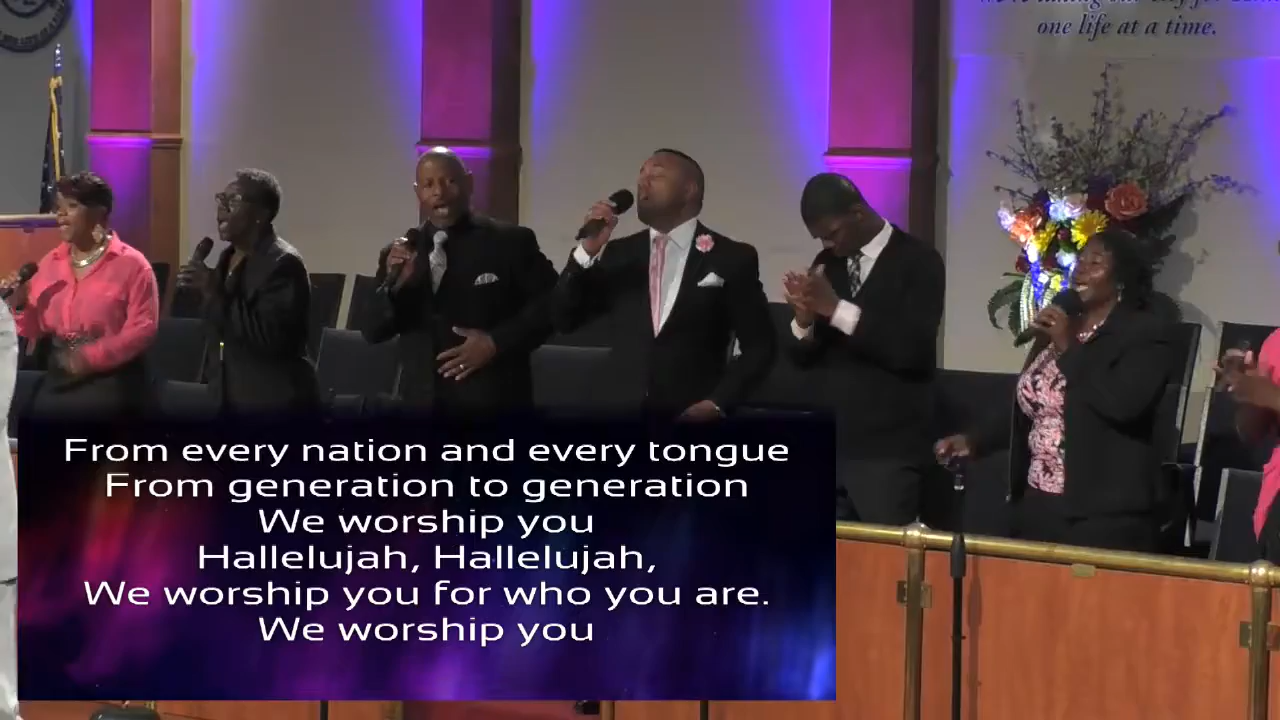 one life at a time.
From every nation and every tongue
From generation to generation
We worship you
Hallelujah, Hallelujah,
We worship you for who you are.
We worship you